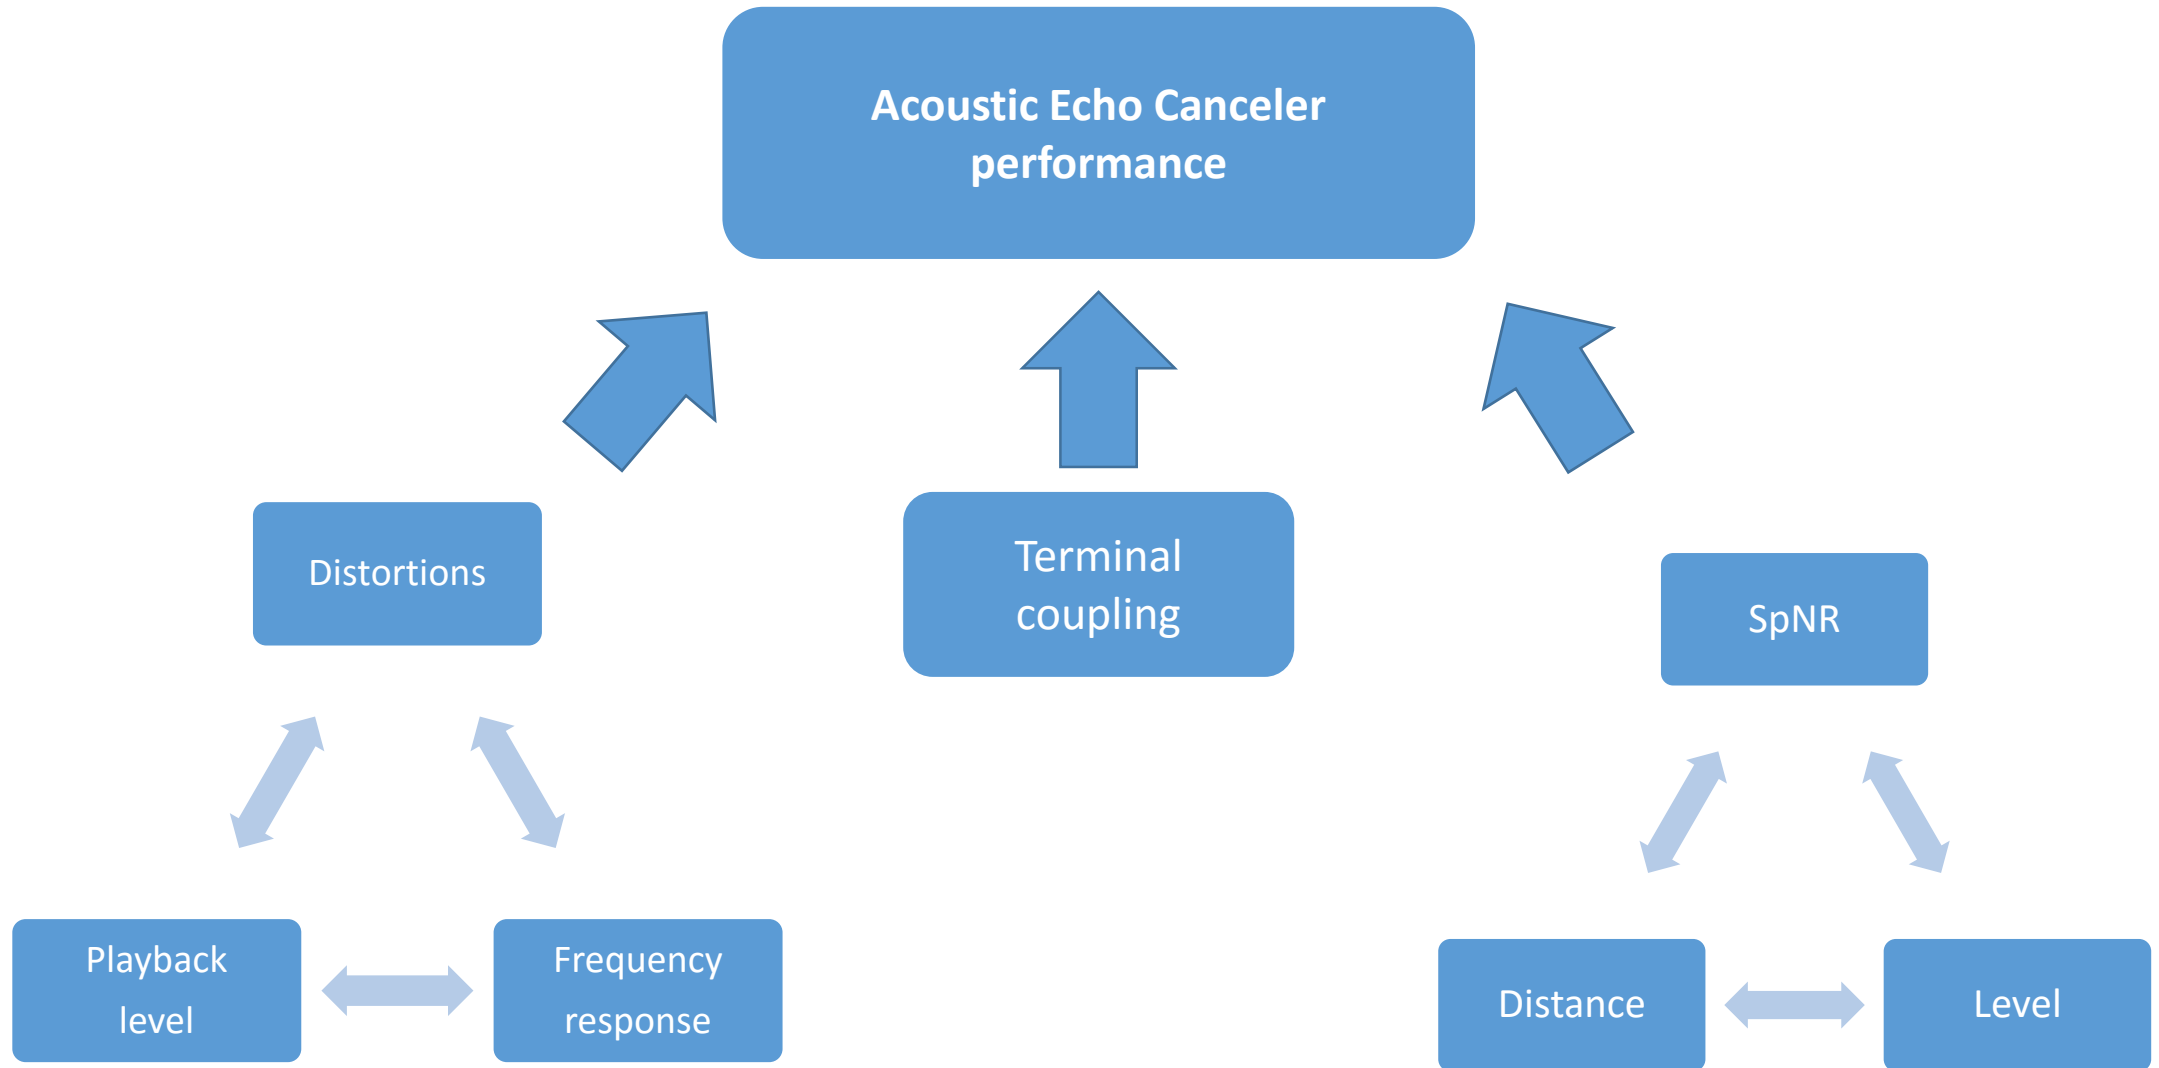 Acoustic Echo Canceler
performance
Distortions
Terminal
coupling
SpNR
Playback
level
Frequency
response
Distance
Level